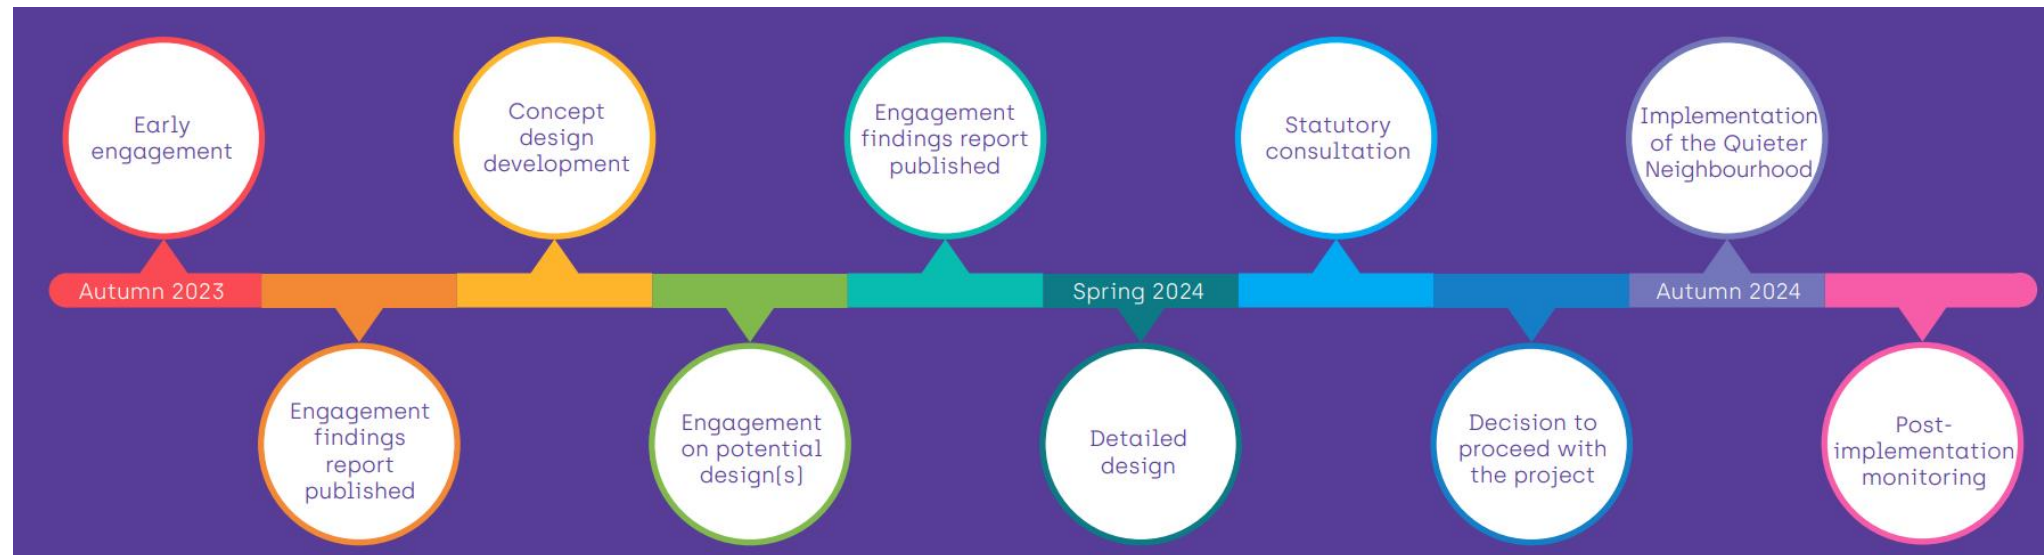 Early
engagement
Concept
design
development
Engagement
findings report
published
Statutory
consultation
Implementation
of the Quieter
Neighbourhood
Autumn 2023
Spring 2024
Autumn 2024
Engagement
findings
report
published
Engagement
on potential
design(s)
Detailed
design
Decision to
proceed with
the project
Post-
implementation
monitoring